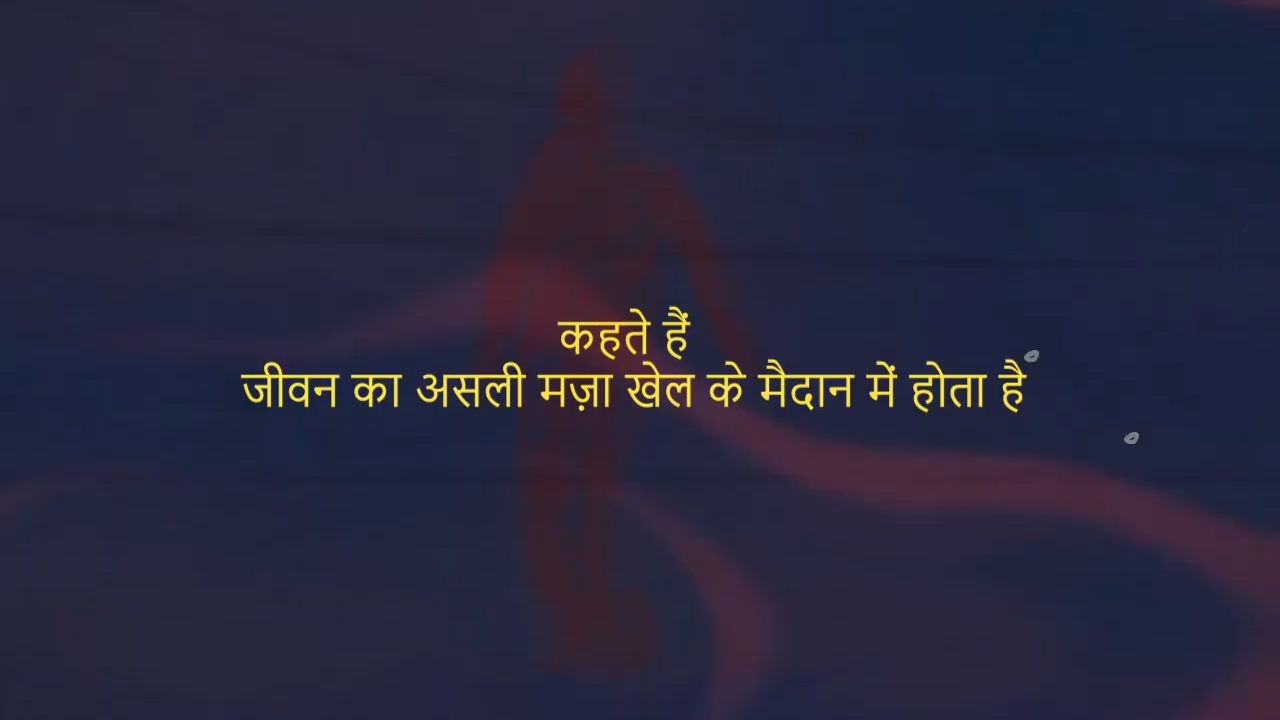 कहते हैं
जीवन का असली मज़ा खेल के मैदान में होता है